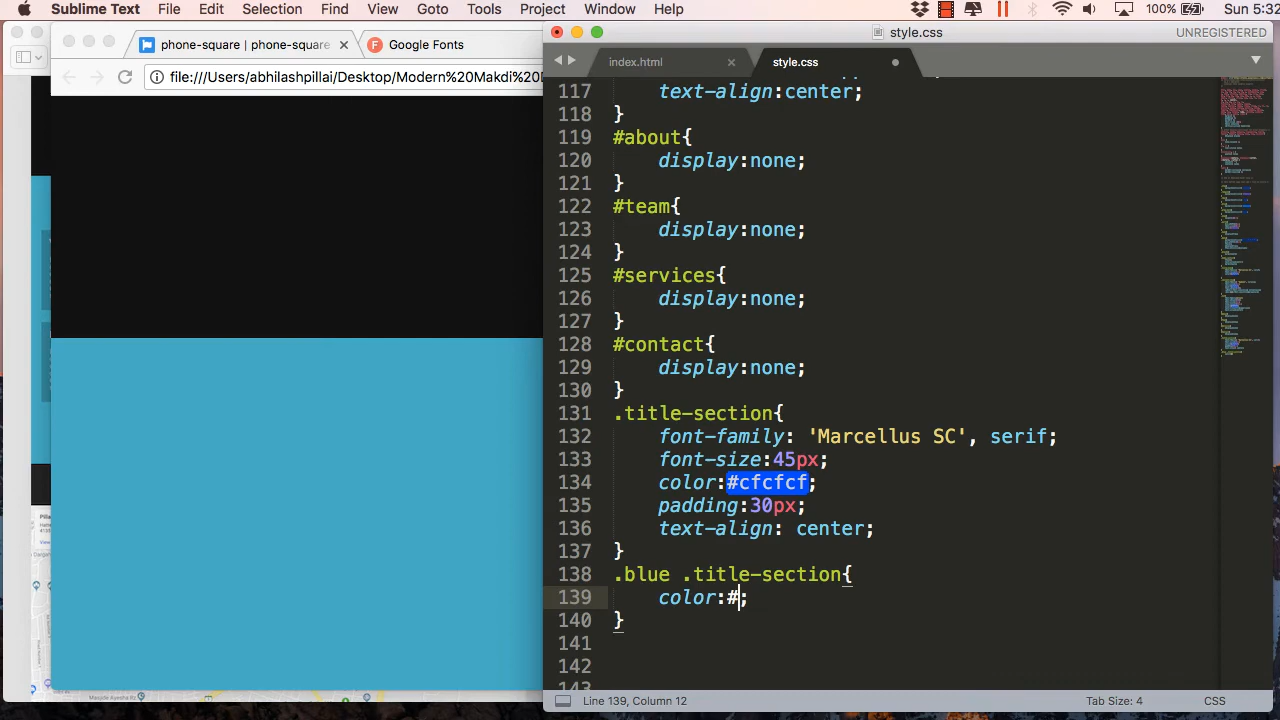 Sublime Text File Edit Selection Find View Goto Tools Project Window Help 100% Sun 5:32
style.css UNREGISTERED
phone-square | phone-square Google Fonts
index.html style.css
file:///Users/abhilashpillai/Desktop/Modern%20Makdi%20
117 text-align:center;
118 }
119 #about{
120 display:none;
121 }
122 #team{
123 display:none;
124 }
125 #services{
126 display:none;
127 }
128 #contact{
129 display:none;
130 }
131 .title-section{
132 font-family: 'Marcellus SC', serif;
133 font-size:45px;
134 color:#cfcfcf;
135 padding:30px;
136 text-align: center;
137 }
138 .blue .title-section{
139 color:#;
140 }
141
142
143
Line 139, Column 12 Tab Size: 4 CSS